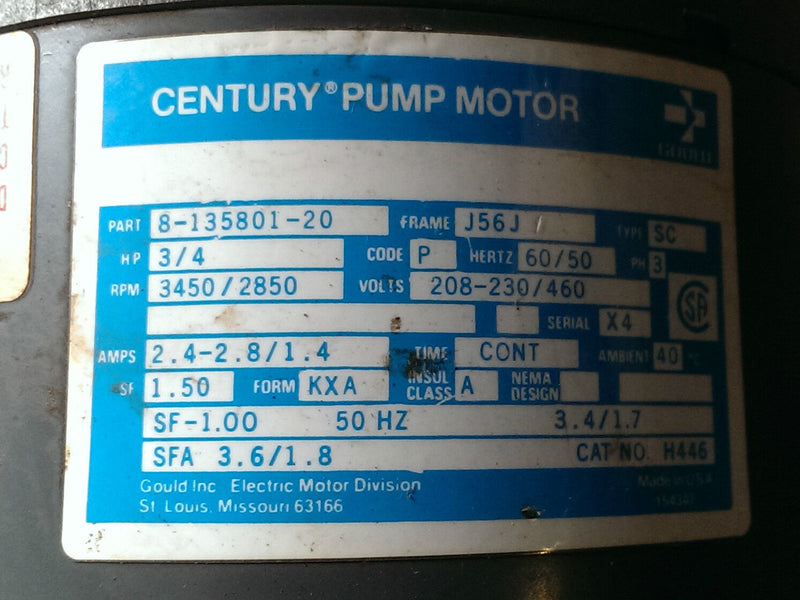 CENTURY® PUMP MOTOR
GOULD
PART 8-135801-20 FRAME J56J TYPE SC
HP 3/4 CODE P HERTZ 60/50 PH 3
RPM 3450/2850 VOLTS 208-230/460
SERIAL X4
AMPS 2.4-2.8/1.4 TIME CONT AMBIENT 40 °C
SF 1.50 FORM KXA INSUL CLASS A NEMA DESIGN
SF-1.00 50 HZ 3.4/1.7
SFA 3.6/1.8 CAT NO. H446
Gould Inc. Electric Motor Division Made in U.S.A.
St. Louis, Missouri 63166